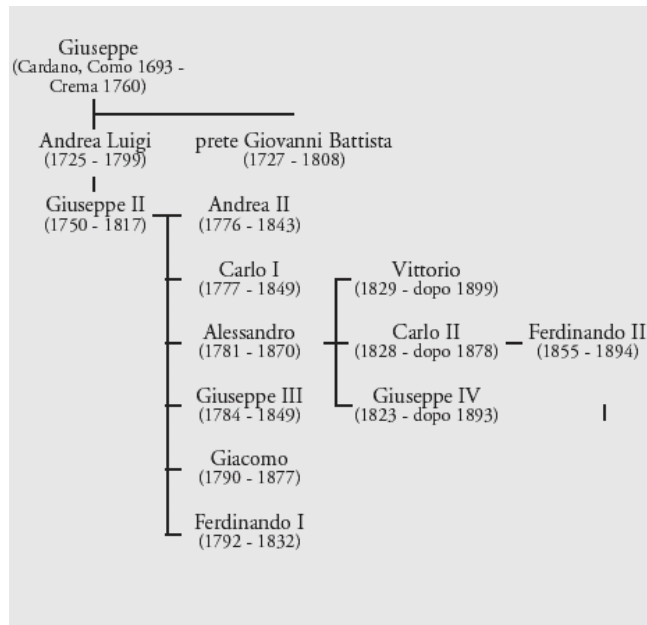 Giuseppe
(Cardano, Como 1693 -
Crema 1760)
Andrea Luigi
(1725 - 1799)
prete Giovanni Battista
(1727 - 1808)
Giuseppe II
(1750 - 1817)
Andrea II
(1776 - 1843)
Carlo I
(1777 - 1849)
Vittorio
(1829 - dopo 1899)
Alessandro
(1781 - 1870)
Carlo II
(1828 - dopo 1878)
Ferdinando II
(1855 - 1894)
Giuseppe III
(1784 - 1849)
Giuseppe IV
(1823 - dopo 1893)
Giacomo
(1790 - 1877)
Ferdinando I
(1792 - 1832)